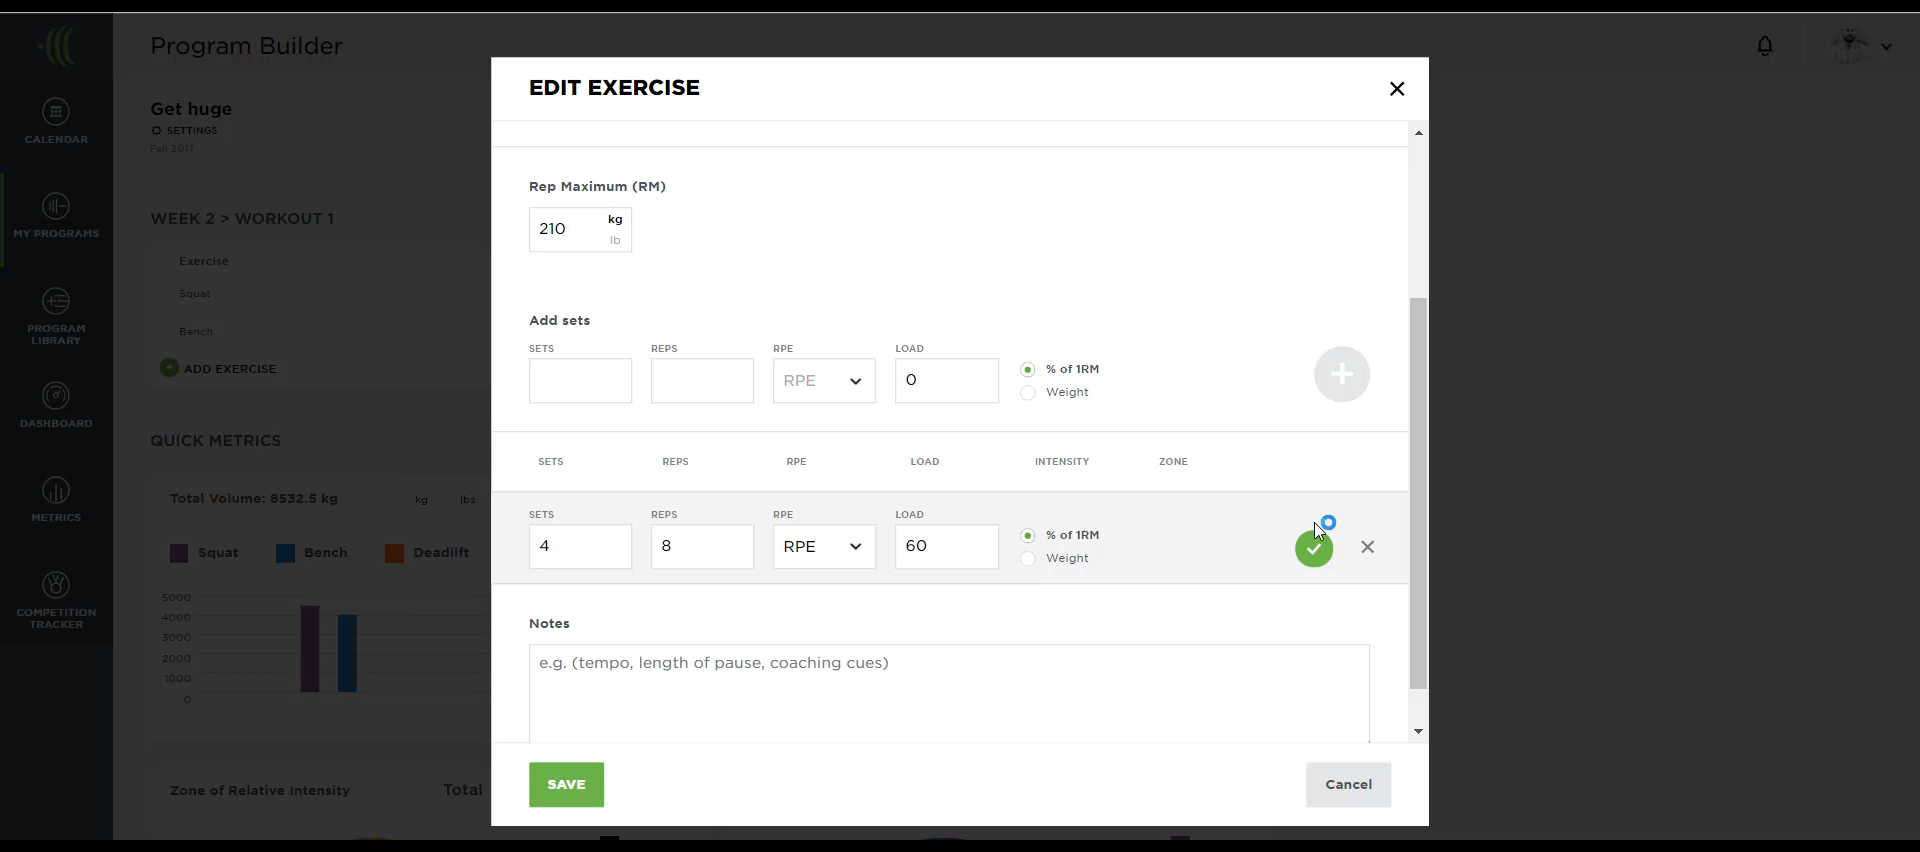 Program Builder
CALENDAR
MY PROGRAMS
PROGRAM
LIBRARY
DASHBOARD
METRICS
COMPETITION
TRACKER
Get huge
SETTINGS
Fall 2017
WEEK 2 > WORKOUT 1
Exercise
Squat
Bench
+ ADD EXERCISE
QUICK METRICS
Total Volume: 8532.5 kg kg lbs
Squat Bench Deadlift
5000
4000
3000
2000
1000
0
Zone of Relative Intensity Total
EDIT EXERCISE
Rep Maximum (RM)
210 kg
lb
Add sets
SETS REPS RPE LOAD
RPE 0 % of 1RM
Weight
SETS REPS RPE LOAD INTENSITY ZONE
SETS REPS RPE LOAD
4 8 RPE 60 % of 1RM
Weight
Notes
e.g. (tempo, length of pause, coaching cues)
SAVE Cancel